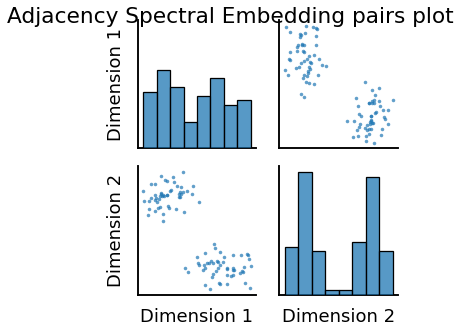 Adjacency Spectral Embedding pairs plot
Dimension 1
Dimension 2
Dimension 1
Dimension 2